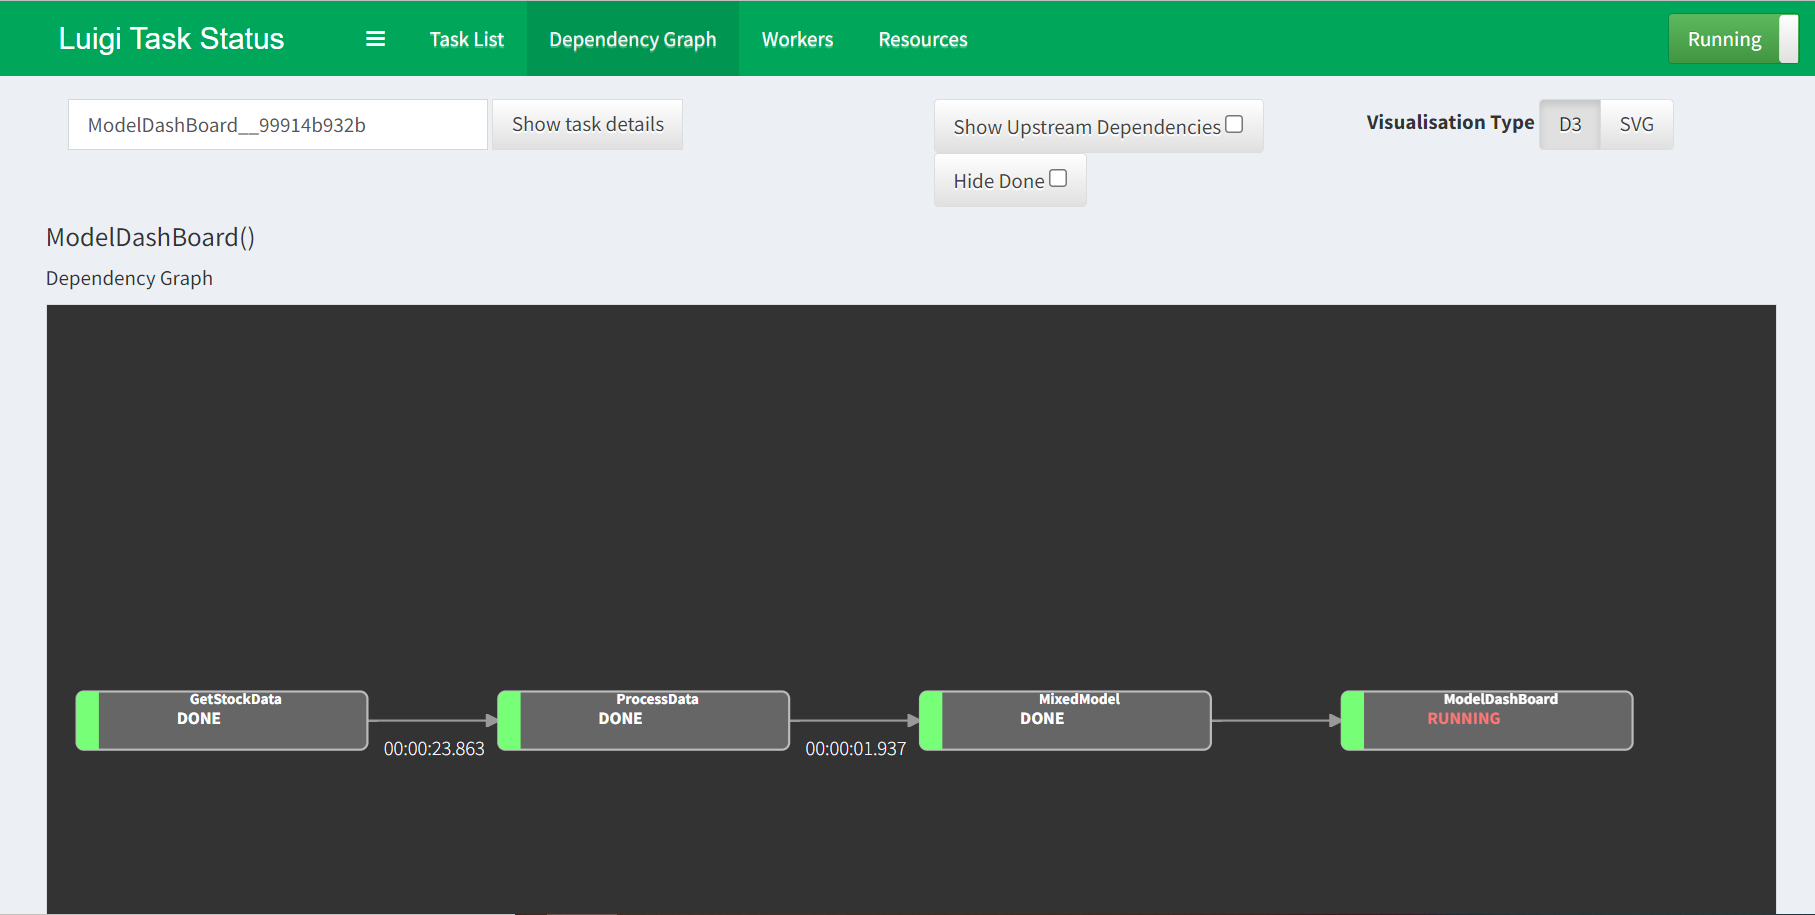 Luigi Task Status
Task List
Dependency Graph
Workers
Resources
Running
ModelDashBoard__99914b932b
Show task details
Show Upstream Dependencies
Hide Done
Visualisation Type
D3
SVG
ModelDashBoard()
Dependency Graph
GetStockData
DONE
00:00:23.863
ProcessData
DONE
00:00:01.937
MixedModel
DONE
ModelDashBoard
RUNNING